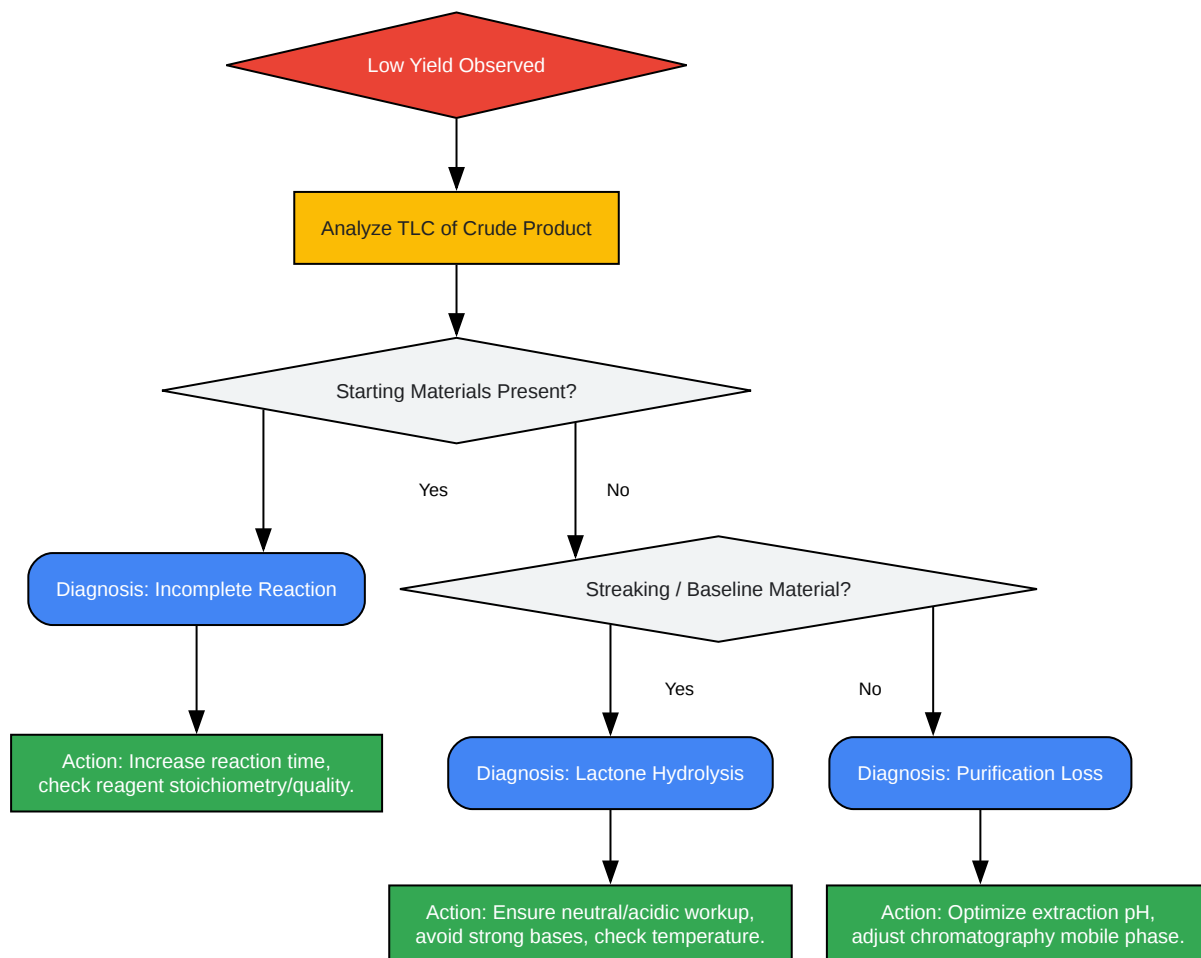 Low Yield Observed
Analyze TLC of Crude Product
Starting Materials Present?
Yes
No
Diagnosis: Incomplete Reaction
Streaking / Baseline Material?
Yes
No
Action: Increase reaction time,
check reagent stoichiometry/quality.
Diagnosis: Lactone Hydrolysis
Diagnosis: Purification Loss
Action: Ensure neutral/acidic workup,
avoid strong bases, check temperature.
Action: Optimize extraction pH,
adjust chromatography mobile phase.